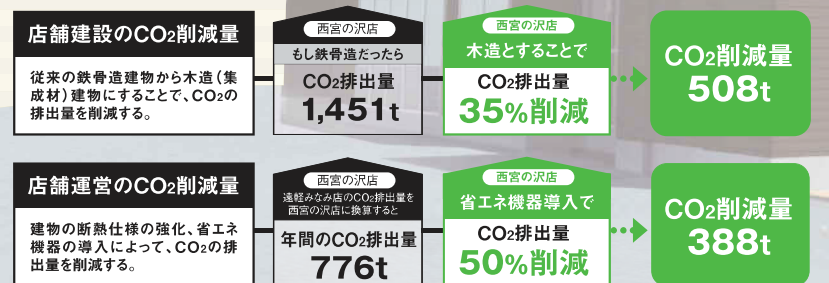 店舗建設のCO2削減量
従来の鉄骨造建物から木造(集
成材)建物にすることで、CO2の
排出量を削減する。
西宮の沢店
もし鉄骨造だったら
CO2排出量
1,451t
西宮の沢店
木造とすることで
CO2排出量
35%削減
CO2削減量
508t
店舗運営のCO2削減量
建物の断熱仕様の強化、省エネ
機器の導入によって、CO2の排
出量を削減する。
西宮の沢店
遠軽みなみ店のCO2排出量を
西宮の沢店に換算すると
年間のCO2排出量
776t
西宮の沢店
省エネ機器導入で
CO2排出量
50%削減
CO2削減量
388t